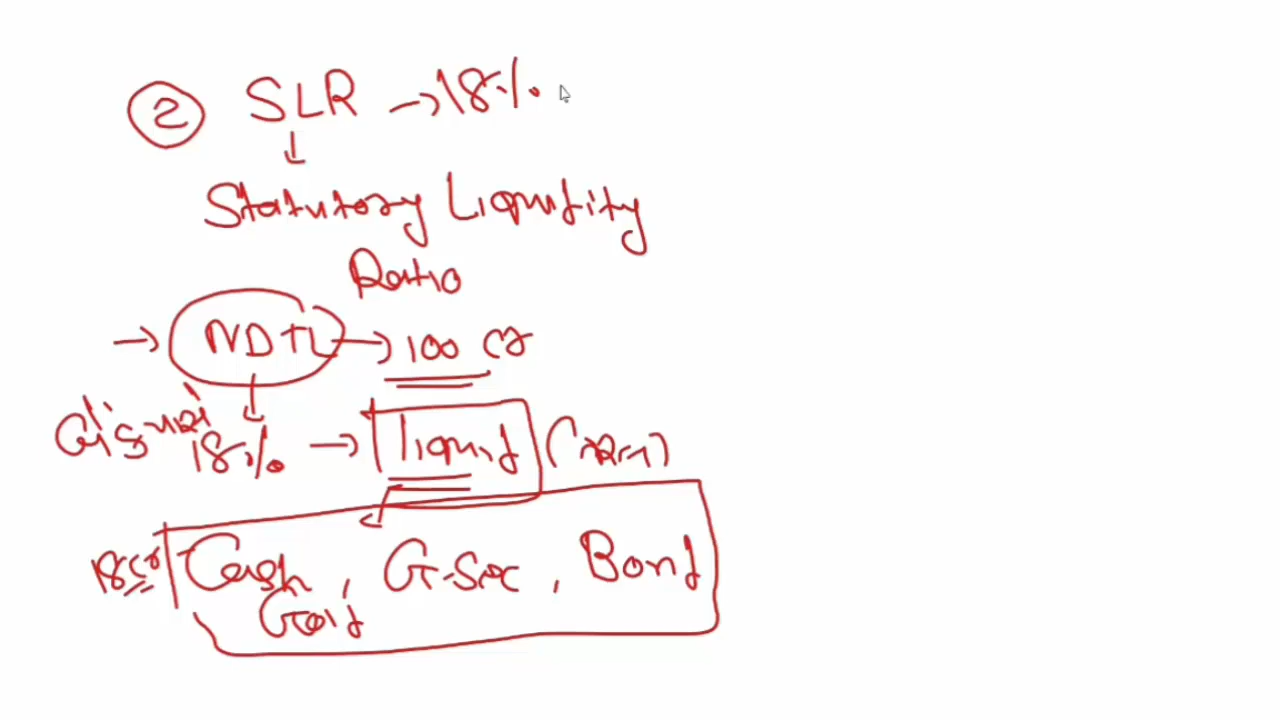 ② SLR → 18%
↓
Statutory Liquidity
Ratio
→ NDTL → 100 Cr
18% → liquid
18 Cr Cash, G-Sec, Bond
Gold